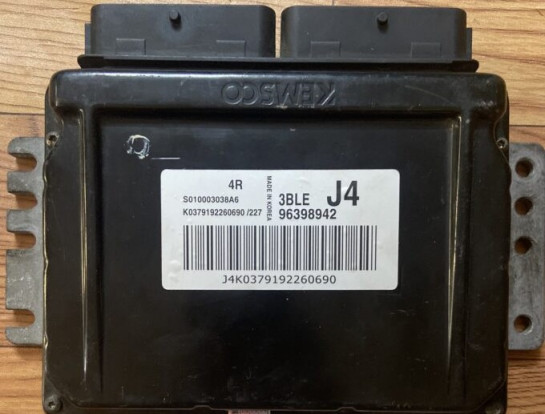 KEMSCO
4R
S010003038A6
K0379192260690 /227
MADE IN KOREA
3BLE J4
96398942
J4K0379192260690